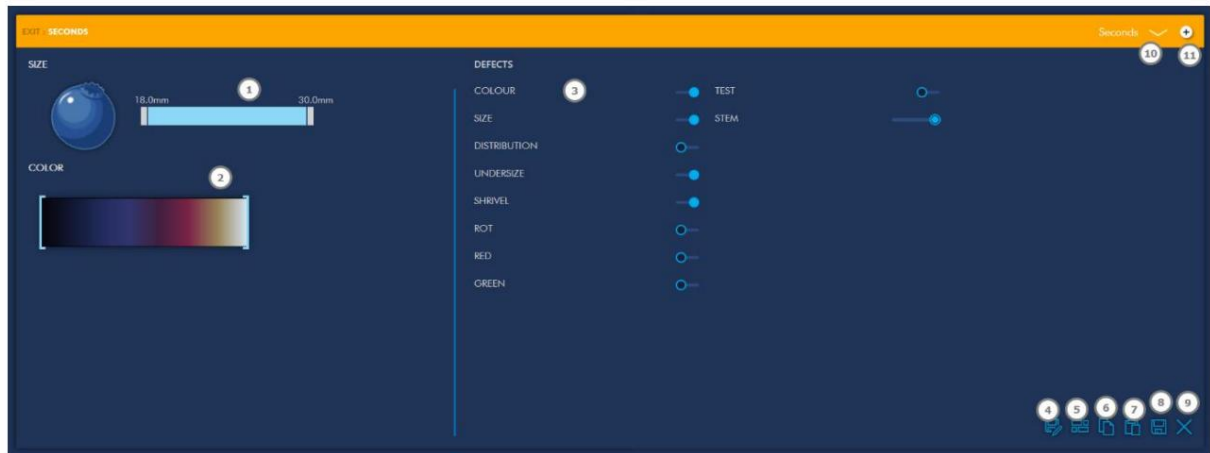 EXIT - SECONDS
Seconds
10
11
SIZE
1
18.0mm
30.0mm
COLOR
2
DEFECTS
COLOUR
3
TEST
SIZE
STEM
DISTRIBUTION
UNDERSIZE
SHRIVEL
ROT
RED
GREEN
4
5
6
7
8
9